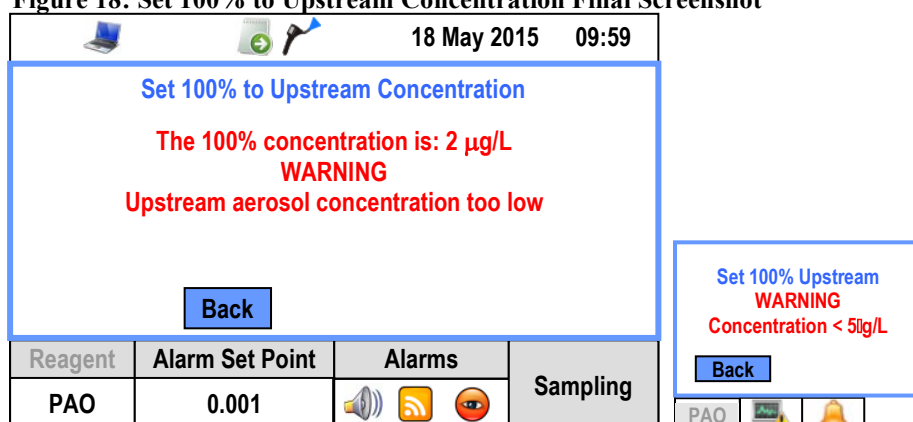 Figure 18: Set 100% to Upstream Concentration Final Screenshot
18 May 2015 09:59
Set 100% to Upstream Concentration
The 100% concentration is: 2 µg/L
WARNING
Upstream aerosol concentration too low
Back
Reagent Alarm Set Point Alarms
Sampling
PAO 0.001
Set 100% Upstream
WARNING
Concentration < 5▯g/L
Back
PAO